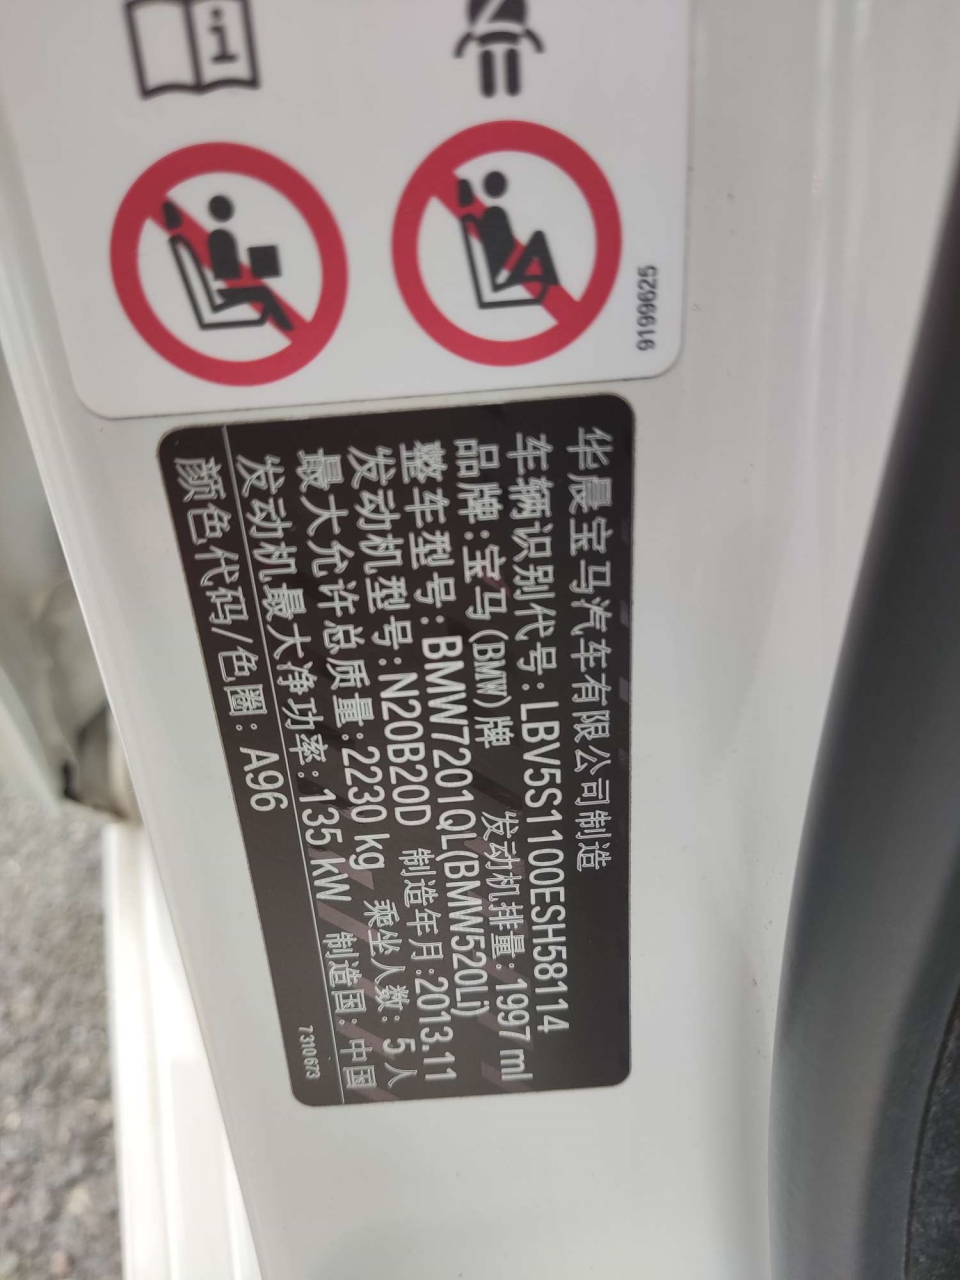 9199625
华晨宝马汽车有限公司制造
车辆识别代号:LBV5S1100ESH58114
品牌:宝马(BMW)牌 发动机排量:1997 ml
整车型号:BMW7201QL(BMW520Li)
发动机型号:N20B20D 制造年月:2013.11
最大允许总质量:2230 kg 乘坐人数:5人
发动机最大净功率:135 kW 制造国:中国
颜色代码/色圈:A96 7310673